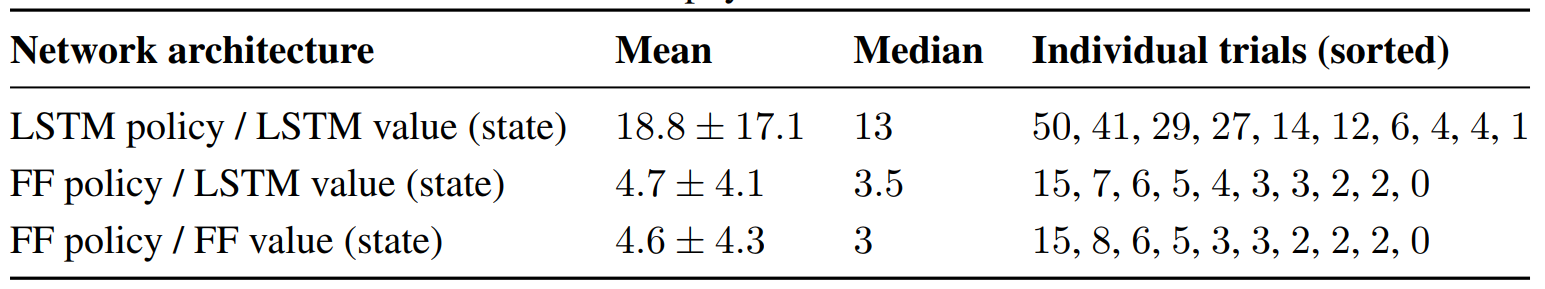 Network architecture Mean Median Individual trials (sorted)
LSTM policy / LSTM value (state) 18.8 ± 17.1 13 50, 41, 29, 27, 14, 12, 6, 4, 4, 1
FF policy / LSTM value (state) 4.7 ± 4.1 3.5 15, 7, 6, 5, 4, 3, 3, 2, 2, 0
FF policy / FF value (state) 4.6 ± 4.3 3 15, 8, 6, 5, 3, 3, 2, 2, 2, 0